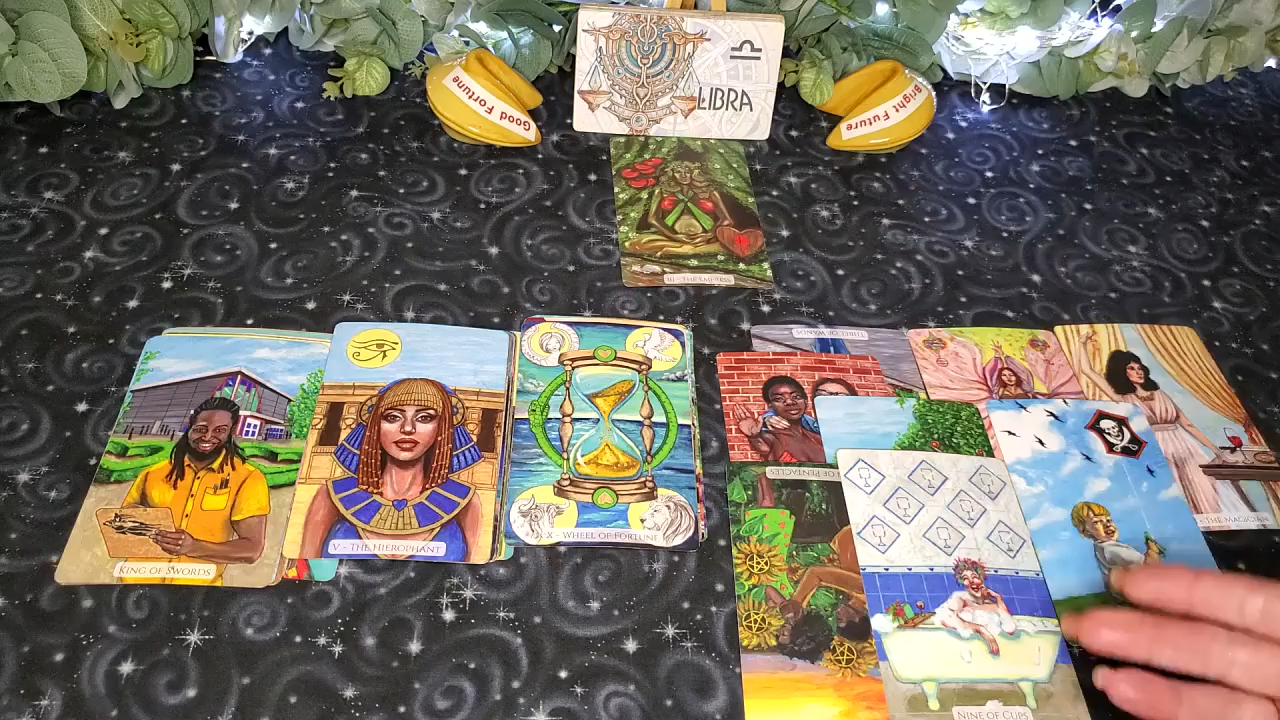 LIBRA
Good Fortune
Bright Future
III - THE EMPRESS
THREE OF WANDS
KING OF SWORDS
V - THE HIEROPHANT
X - WHEEL OF FORTUNE
OF PENTACLES
- THE MAGICIAN
NINE OF CUPS